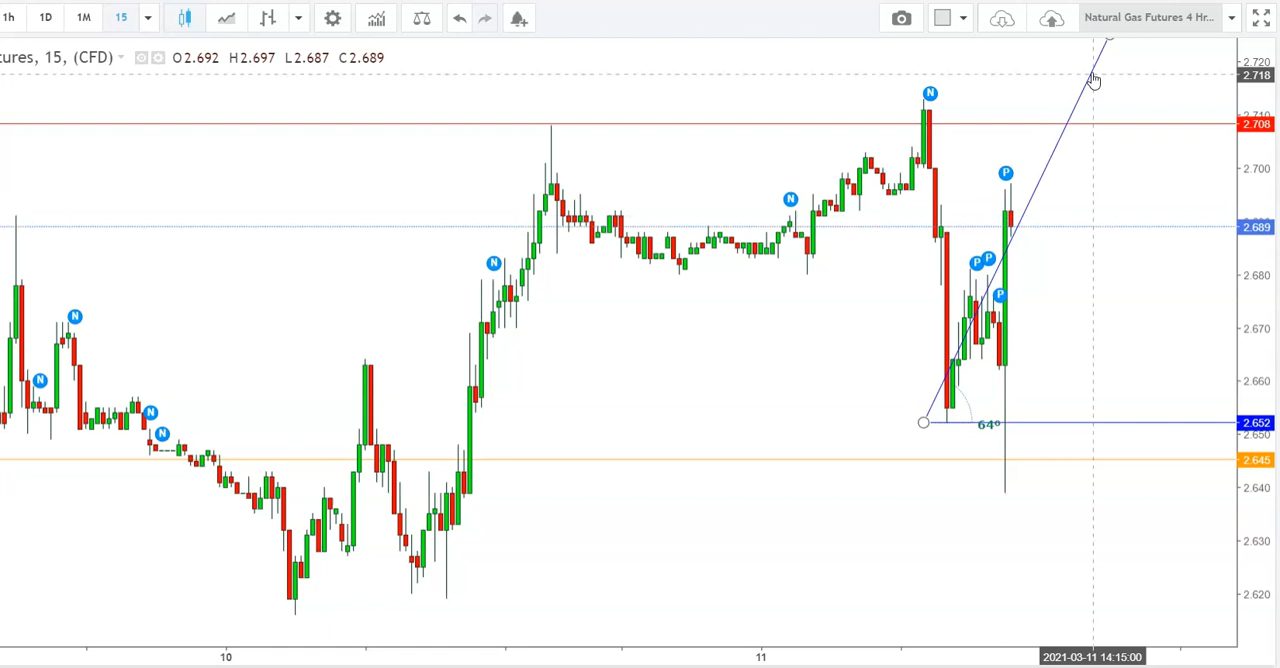 1h 1D 1M 15 Natural Gas Futures 4 Hr...
ures, 15, (CFD) O2.692 H2.697 L2.687 C2.689
2.720
2.718
N
2.708
2.700
P
N
2.689
P
P
N
2.680
P
N
2.670
N
2.660
N
2.652
64º
N
2.650
2.645
2.640
2.630
2.620
10 11 2021-03-11 14:15:00